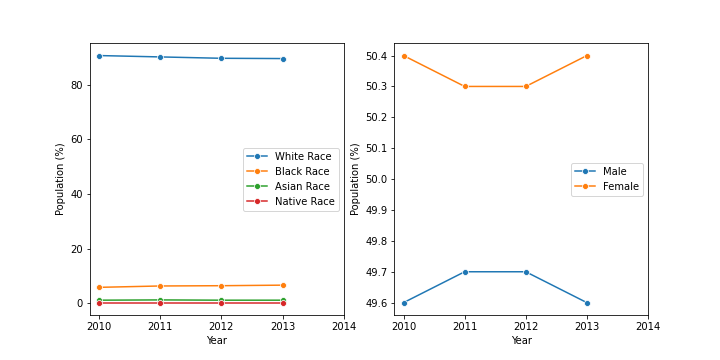 80
60
40
20
0
2010 2011 2012 2013 2014
Year
Population (%)
White Race
Black Race
Asian Race
Native Race
50.4
50.3
50.2
50.1
50.0
49.9
49.8
49.7
49.6
2010 2011 2012 2013 2014
Year
Population (%)
Male
Female